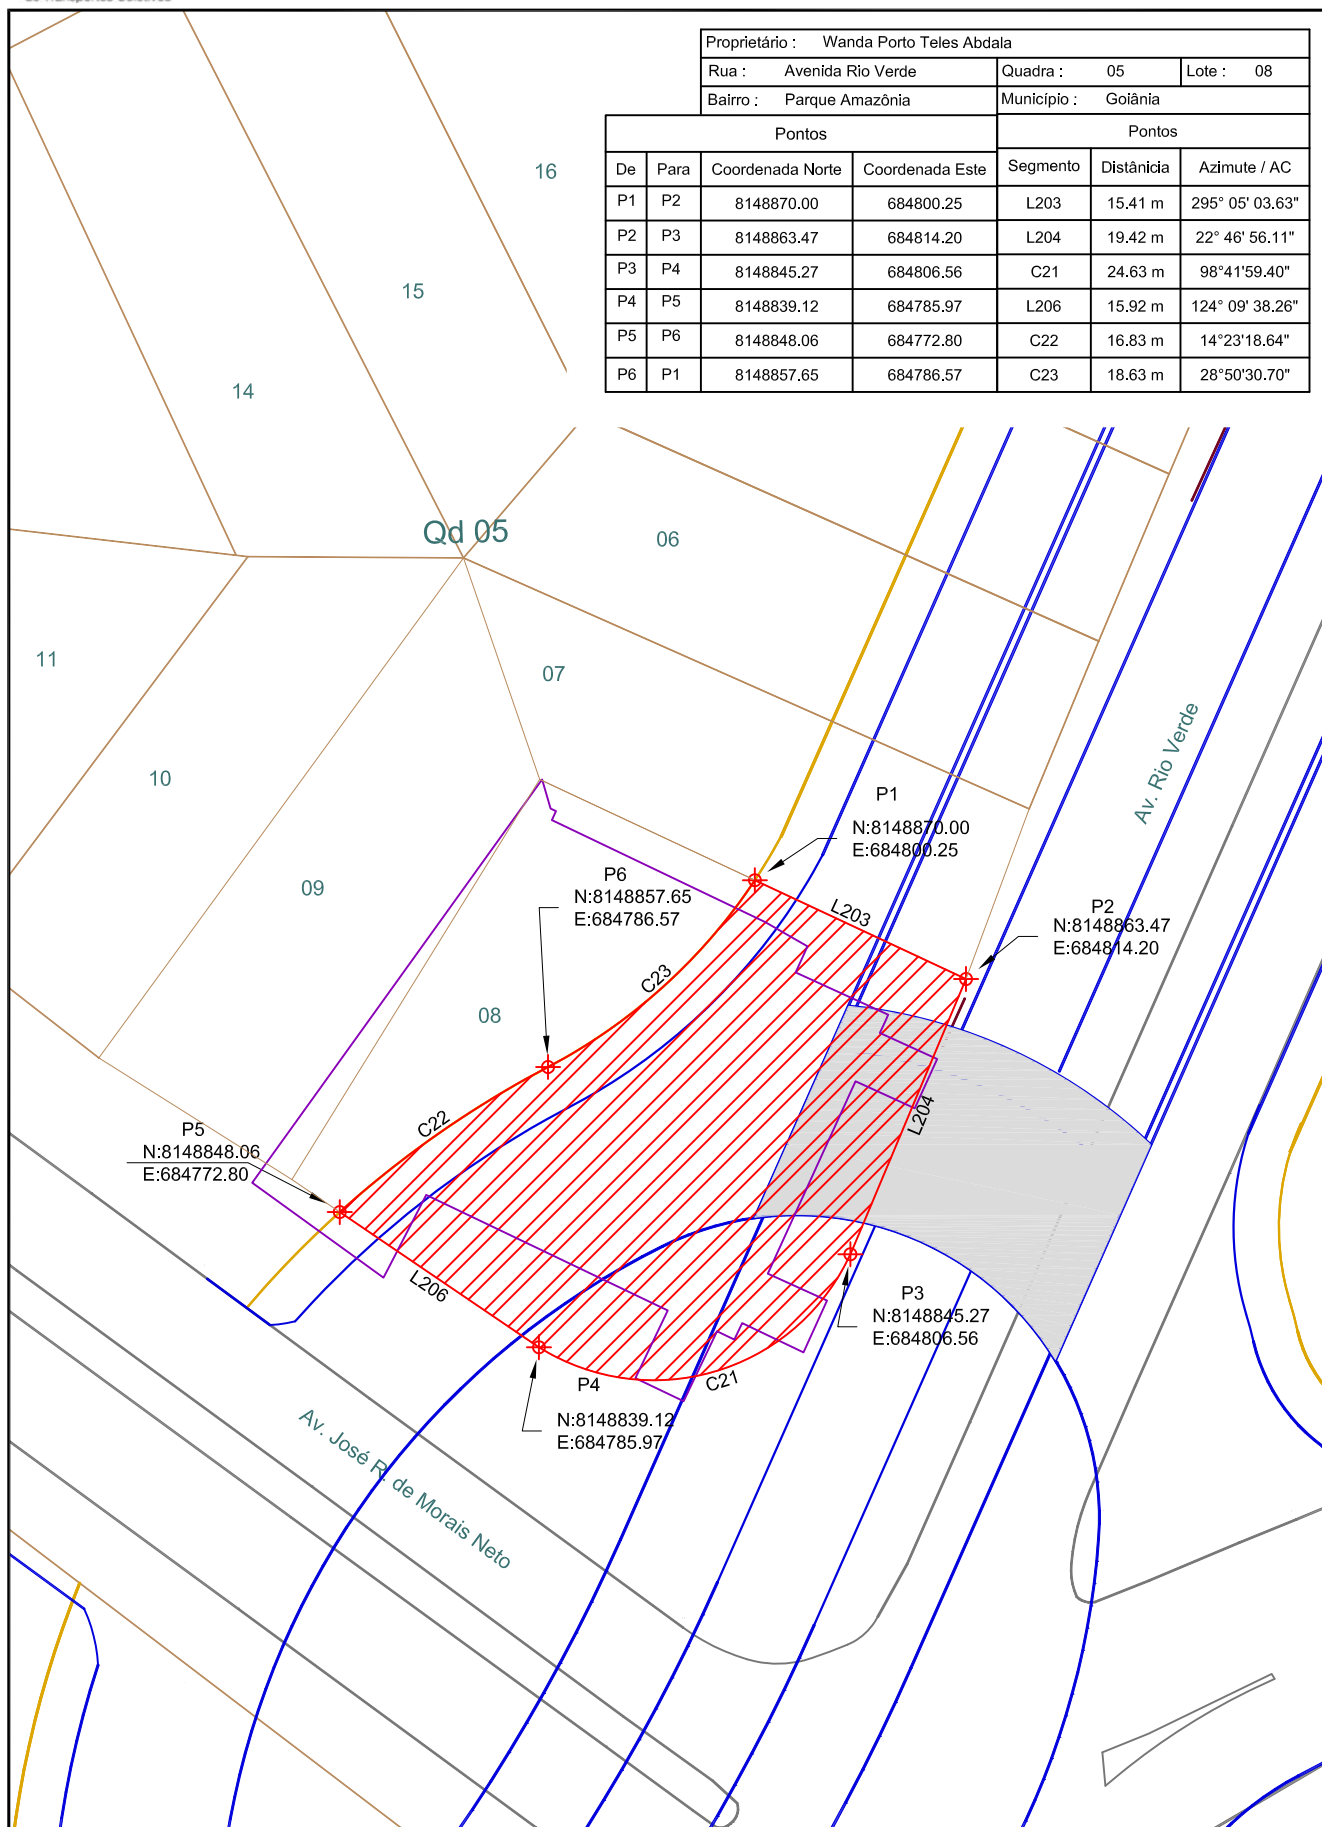 Proprietário : Wanda Porto Teles Abdala
Rua : Avenida Rio Verde Quadra : 05 Lote : 08
Bairro : Parque Amazônia Município : Goiânia
Pontos Pontos
De Para Coordenada Norte Coordenada Este Segmento Distânicia Azimute / AC
P1 P2 8148870.00 684800.25 L203 15.41 m 295° 05' 03.63"
P2 P3 8148863.47 684814.20 L204 19.42 m 22° 46' 56.11"
P3 P4 8148845.27 684806.56 C21 24.63 m 98°41'59.40"
P4 P5 8148839.12 684785.97 L206 15.92 m 124° 09' 38.26"
P5 P6 8148848.06 684772.80 C22 16.83 m 14°23'18.64"
P6 P1 8148857.65 684786.57 C23 18.63 m 28°50'30.70"
16
15
14
Qd 05
06
11
07
10
Av. Rio Verde
P1
N:8148870.00
E:684800.25
09
P6
N:8148857.65
E:684786.57
L203
P2
N:8148863.47
E:684814.20
C23
08
C22
L204
P5
N:8148848.06
E:684772.80
L206
P3
N:8148845.27
E:684806.56
C21
P4
N:8148839.12
E:684785.97
Av. José R. de Morais Neto